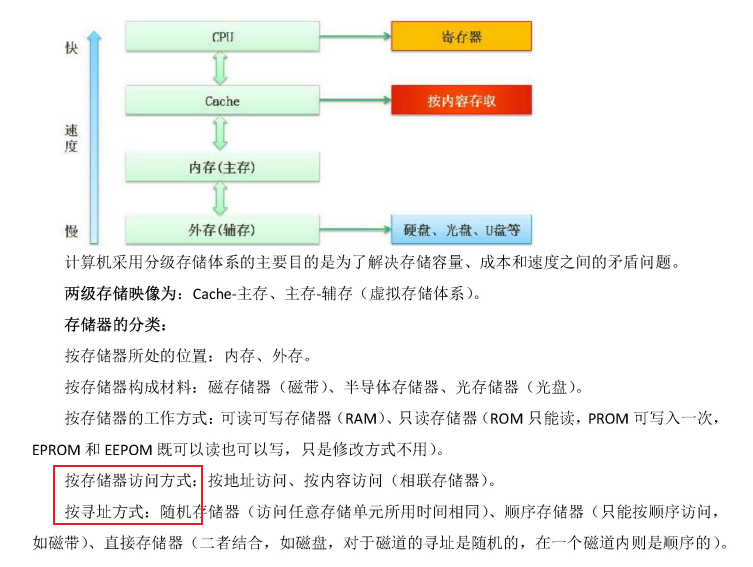 快
CPU
寄存器
Cache
按内容存取
速
度
内存(主存)
慢
外存(辅存)
硬盘、光盘、U盘等
计算机采用分级存储体系的主要目的是为了解决存储容量、成本和速度之间的矛盾问题。
两级存储映像为：Cache-主存、主存-辅存（虚拟存储体系）。
存储器的分类：
按存储器所处的位置：内存、外存。
按存储器构成材料：磁存储器（磁带）、半导体存储器、光存储器（光盘）。
按存储器的工作方式：可读可写存储器（RAM）、只读存储器（ROM 只能读，PROM 可写入一次，
EPROM 和 EEPOM 既可以读也可以写，只是修改方式不用）。
按存储器访问方式：按地址访问、按内容访问（相联存储器）。
按寻址方式：随机存储器（访问任意存储单元所用时间相同）、顺序存储器（只能按顺序访问，
如磁带）、直接存储器（二者结合，如磁盘，对于磁道的寻址是随机的，在一个磁道内则是顺序的）。